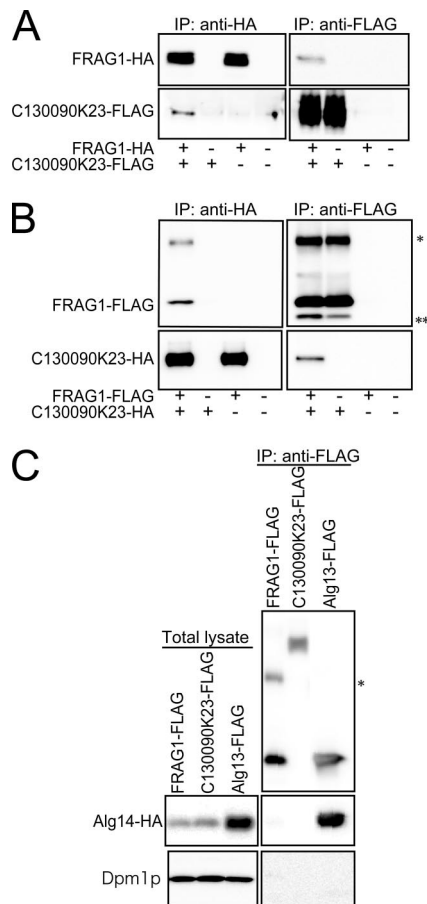 A
IP: anti-HA IP: anti-FLAG
FRAG1-HA
C130090K23-FLAG
FRAG1-HA + - + - + - + -
C130090K23-FLAG + + - - + + - -
B
IP: anti-HA IP: anti-FLAG
*
FRAG1-FLAG
**
C130090K23-HA
FRAG1-FLAG + - + - + - + -
C130090K23-HA + + - - + + - -
C
IP: anti-FLAG
FRAG1-FLAG
C130090K23-FLAG
Alg13-FLAG
*
Total lysate
FRAG1-FLAG
C130090K23-FLAG
Alg13-FLAG
Alg14-HA
Dpm1p